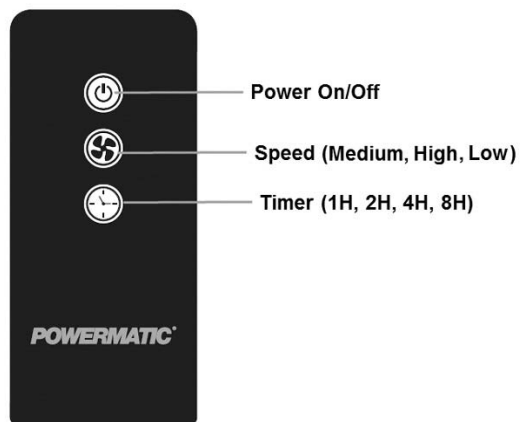 Power On/Off
Speed (Medium, High, Low)
Timer (1H, 2H, 4H, 8H)
POWERMATIC®